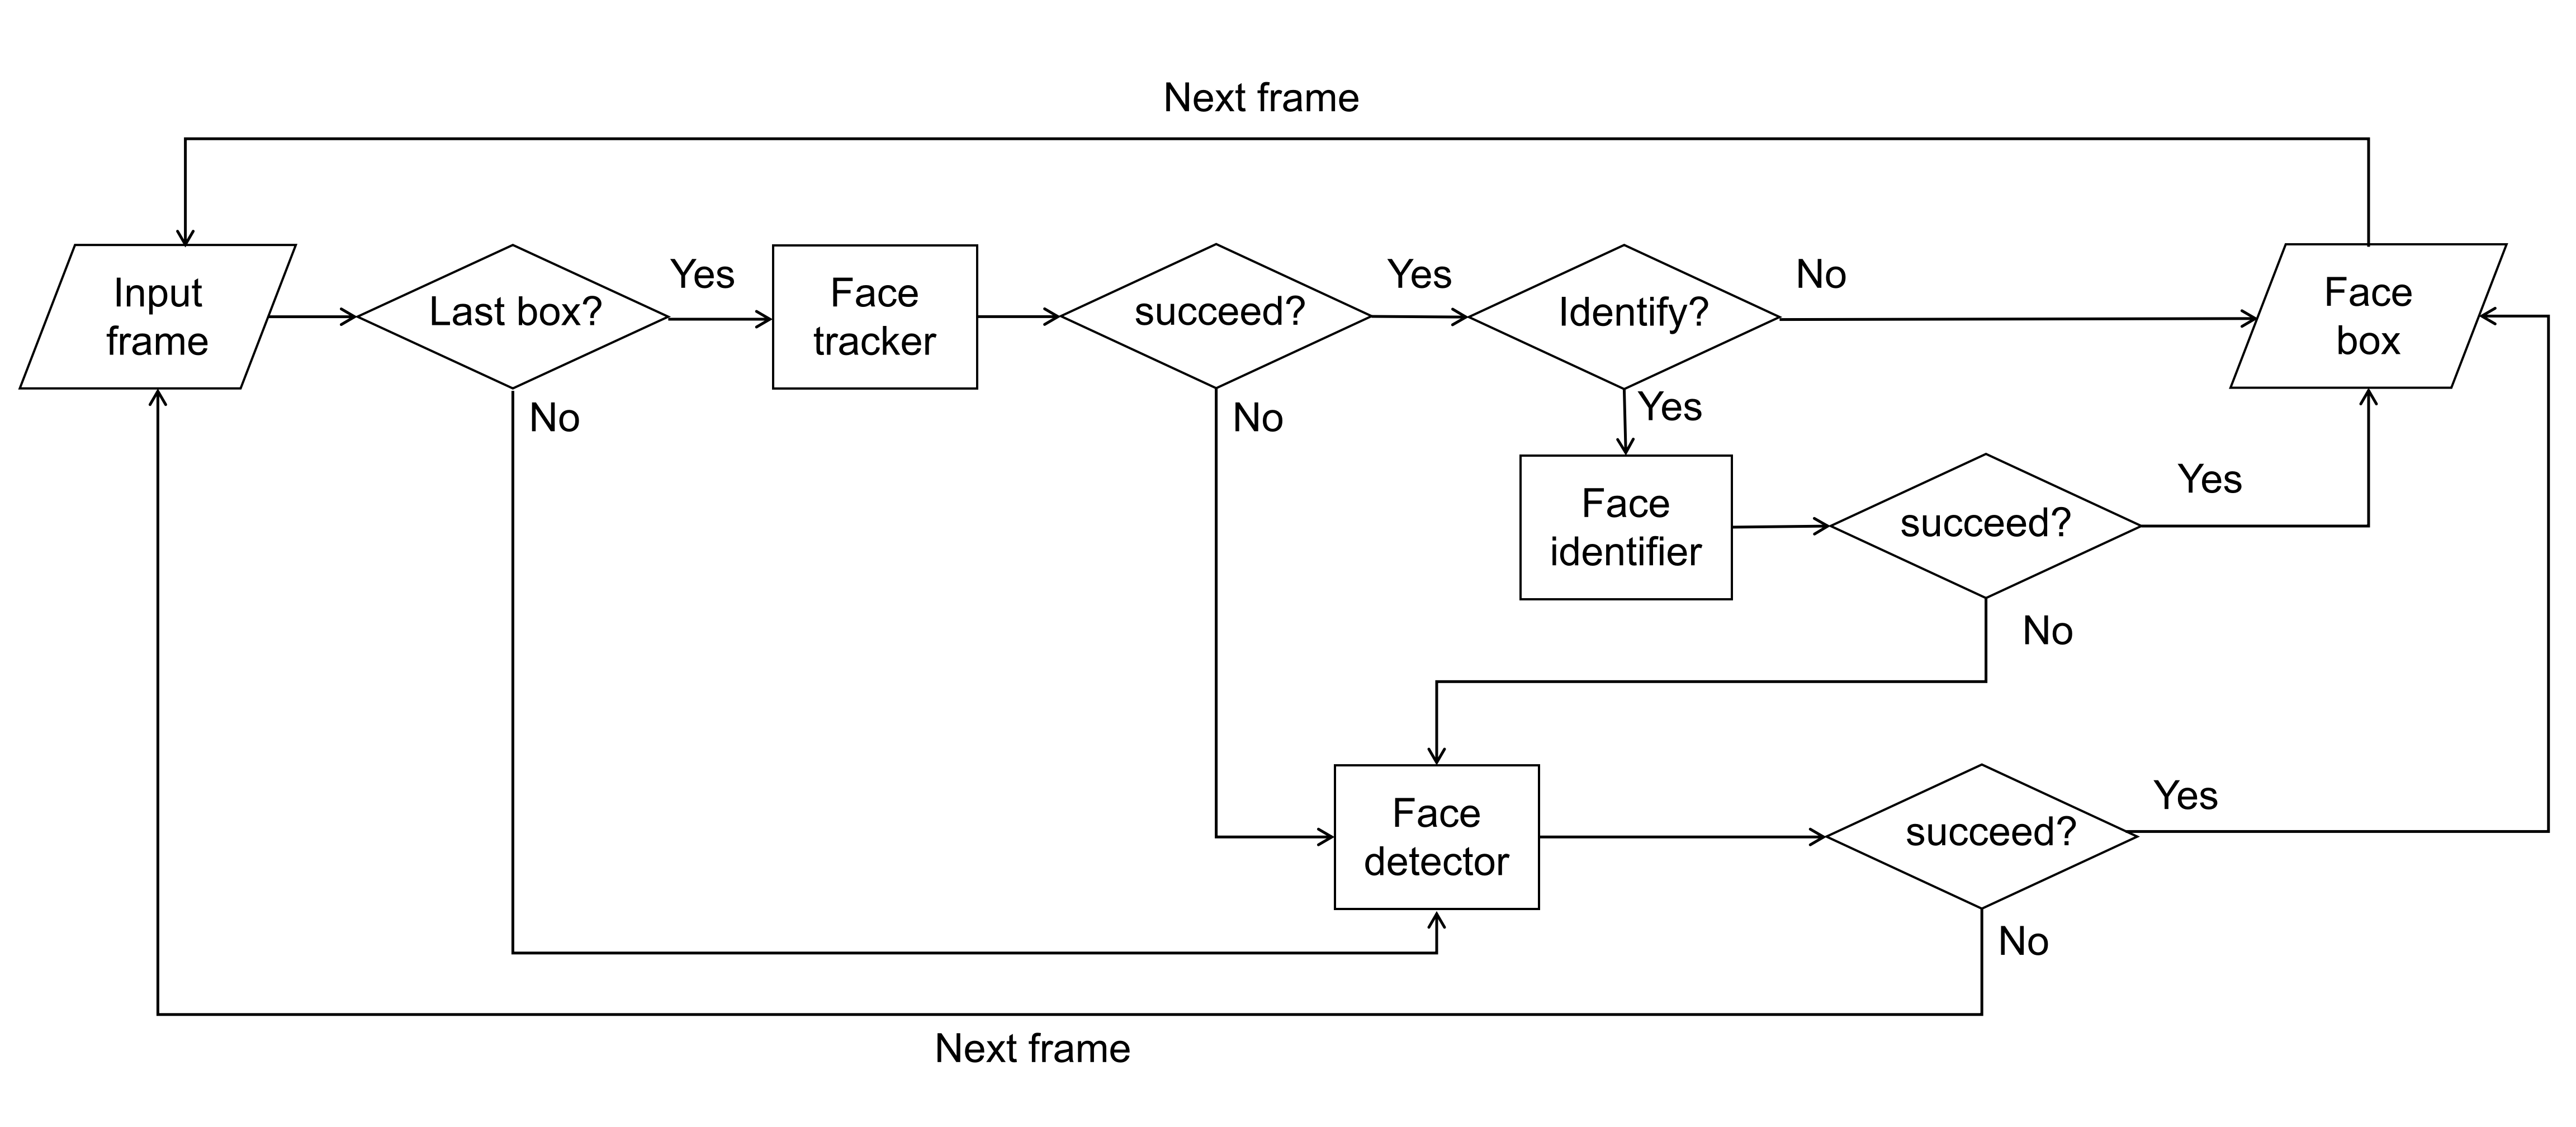 Next frame
Input
frame
Last box?
Yes
No
Face
tracker
succeed?
Yes
No
Identify?
No
Yes
Face
box
Face
identifier
succeed?
Yes
No
Face
detector
succeed?
Yes
No
Next frame